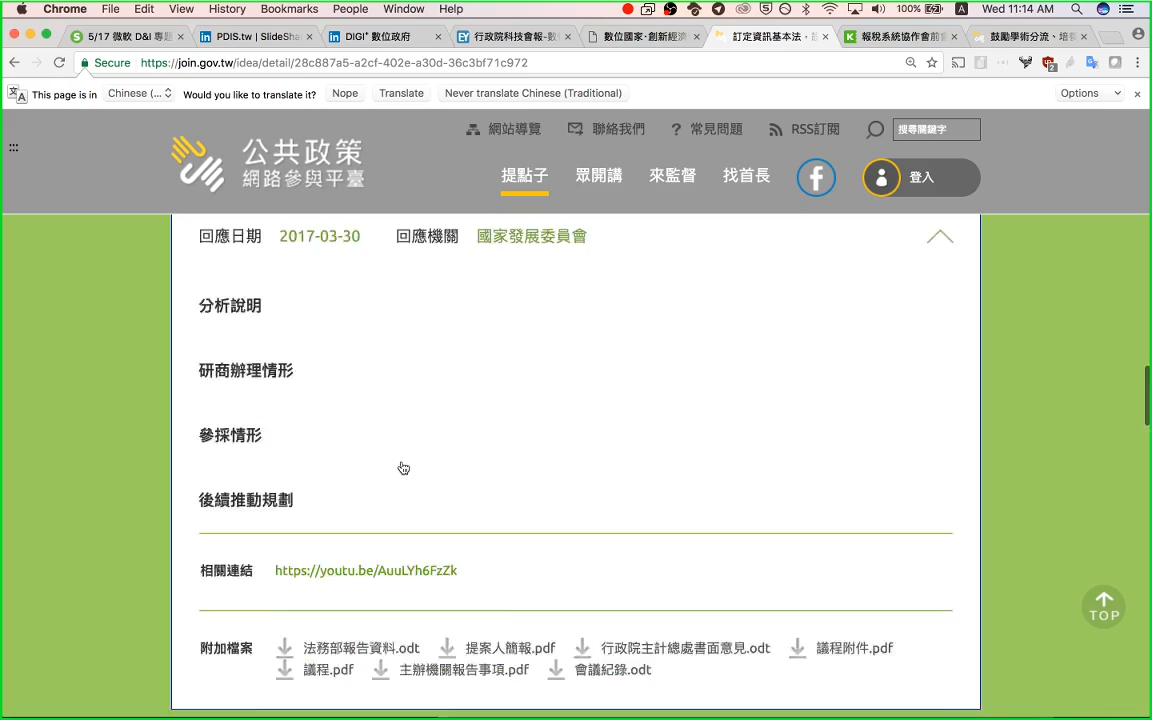 Chrome File Edit View History Bookmarks People Window Help 100% Wed 11:14 AM
5/17 微軟 D&I 專題 PDIS.tw | SlideSha DIGI⁺ 數位政府 行政院科技會報-數 數位國家·創新經濟 訂定資訊基本法，設 報稅系統協作會前會 鼓勵學術分流、培
Secure https://join.gov.tw/idea/detail/28c887a5-a2cf-402e-a30d-36c3bf71c972
This page is in Chinese (... Would you like to translate it? Nope Translate Never translate Chinese (Traditional) Options
網站導覽 聯絡我們 常見問題 RSS訂閱 搜尋關鍵字
公共政策
網路參與平臺
提點子 眾開講 來監督 找首長 登入
回應日期 2017-03-30 回應機關 國家發展委員會
分析說明
研商辦理情形
參採情形
後續推動規劃
相關連結 https://youtu.be/AuuLYh6FzZk
TOP
附加檔案 法務部報告資料.odt 提案人簡報.pdf 行政院主計總處書面意見.odt 議程附件.pdf
議程.pdf 主辦機關報告事項.pdf 會議紀錄.odt